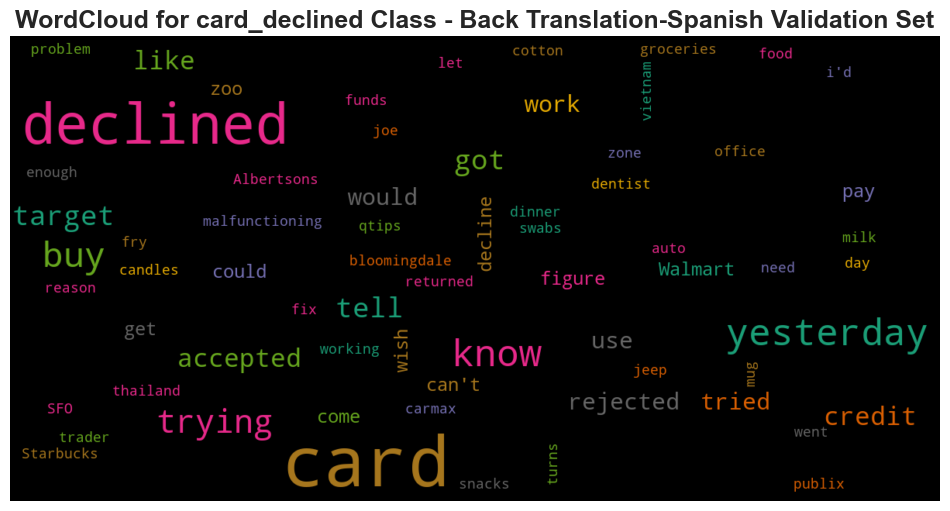 WordCloud for card_declined Class - Back Translation-Spanish Validation Set
problem
like
let
cotton
groceries
food
i'd
zoo
funds
work
vietnam
declined
joe
got
zone
office
enough
Albertsons
would
dentist
pay
target
malfunctioning
qtips
decline
dinner
swabs
milk
buy
fry
candles
could
bloomingdale
returned
figure
auto
Walmart
need
day
reason
fix
tell
get
accepted
working
wish
know
use
yesterday
can't
jeep
mug
thailand
SFO
trying
come
carmax
rejected
tried
credit
trader
Starbucks
card
snacks
turns
went
publix